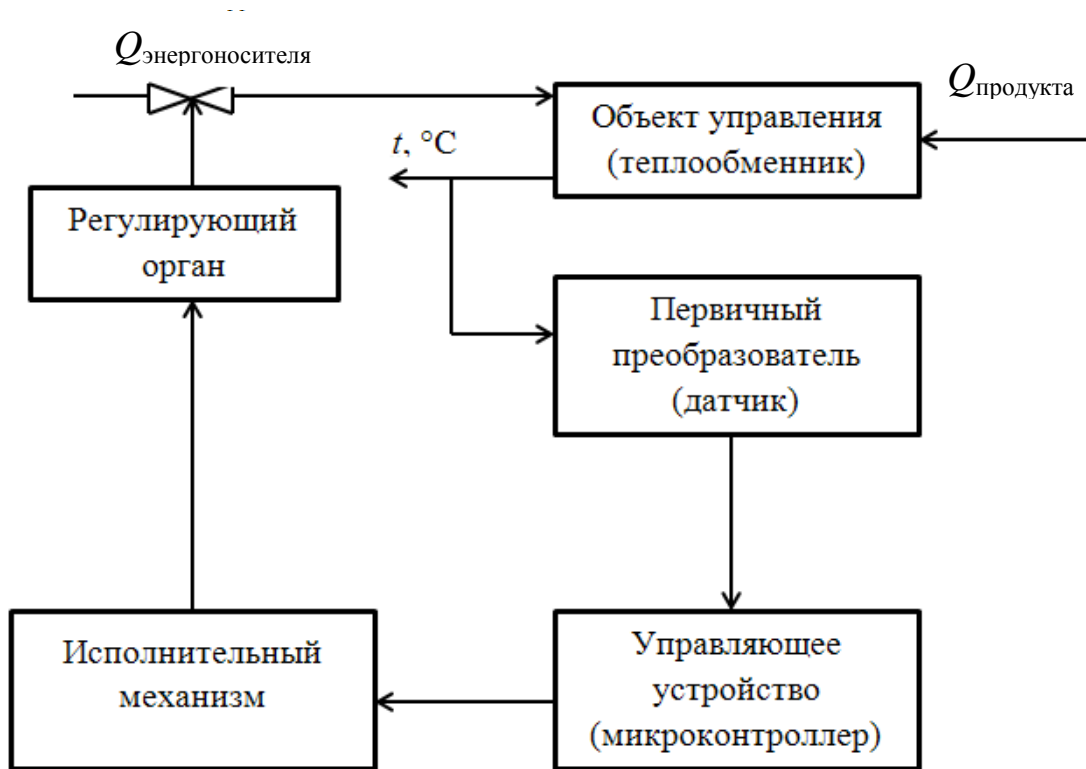 Qэнергоносителя
Qпродукта
Объект управления
(теплообменник)
t, °C
Регулирующий
орган
Первичный
преобразователь
(датчик)
Исполнительный
механизм
Управляющее
устройство
(микроконтроллер)